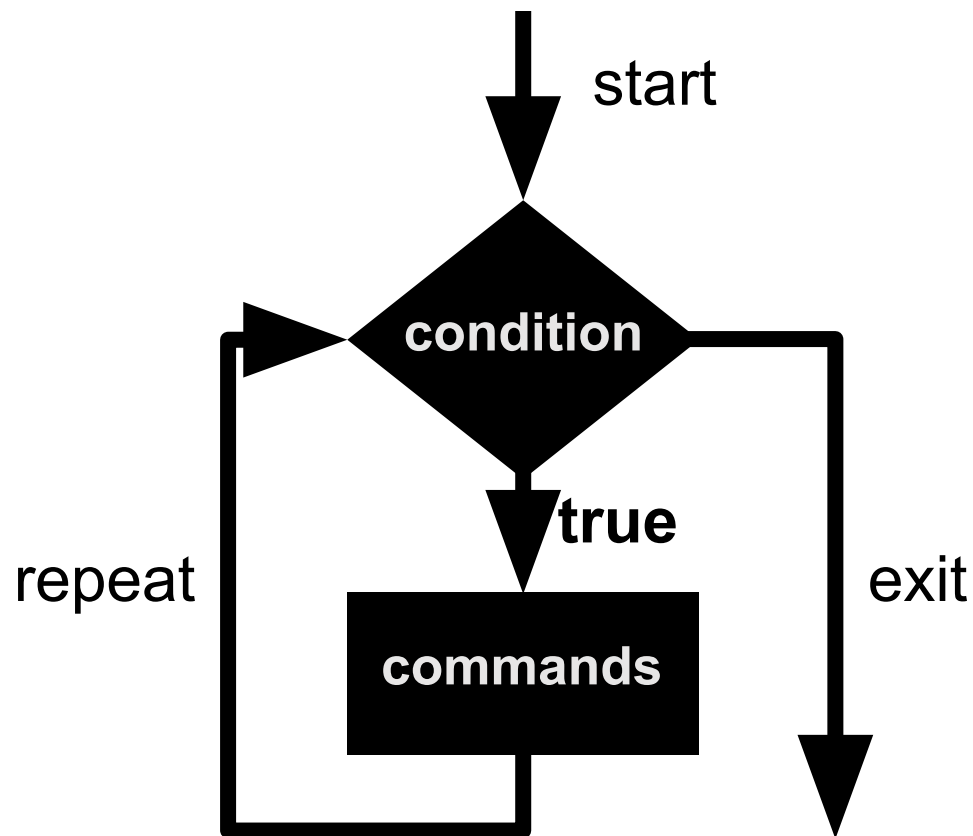 start
condition
true
repeat
exit
commands